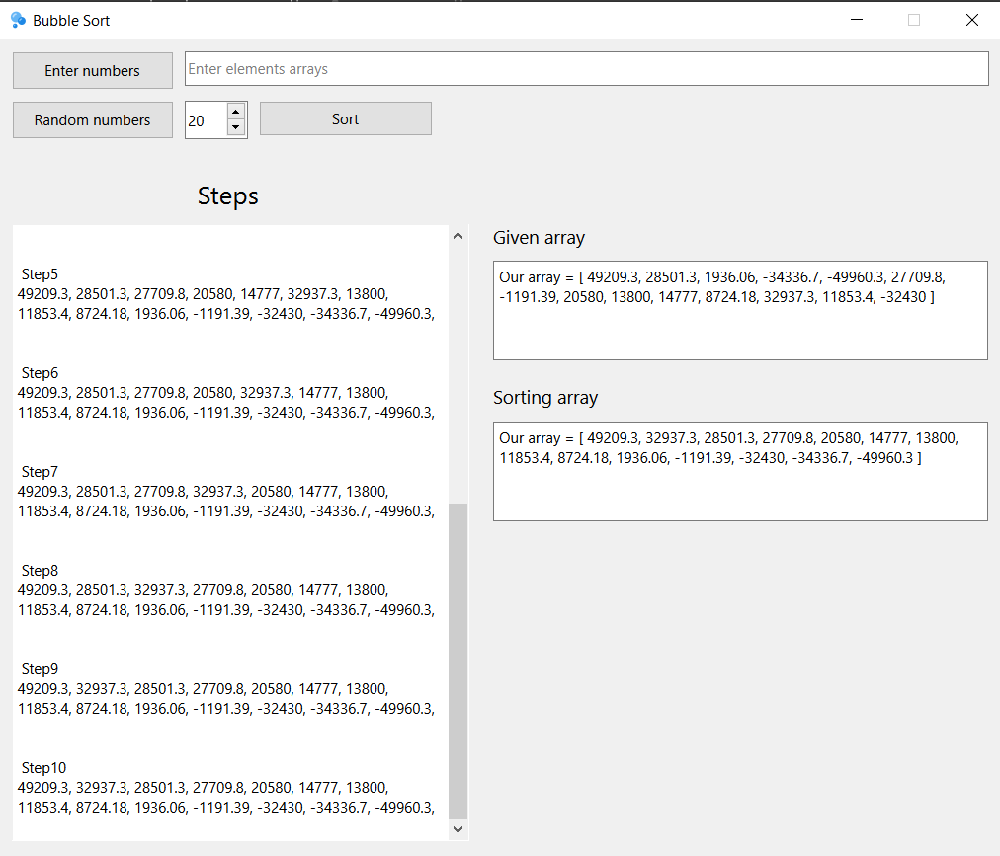 Bubble Sort
Enter numbers
Enter elements arrays
Random numbers
20
Sort
Steps
Step5
49209.3, 28501.3, 27709.8, 20580, 14777, 32937.3, 13800,
11853.4, 8724.18, 1936.06, -1191.39, -32430, -34336.7, -49960.3,
Step6
49209.3, 28501.3, 27709.8, 20580, 32937.3, 14777, 13800,
11853.4, 8724.18, 1936.06, -1191.39, -32430, -34336.7, -49960.3,
Step7
49209.3, 28501.3, 27709.8, 32937.3, 20580, 14777, 13800,
11853.4, 8724.18, 1936.06, -1191.39, -32430, -34336.7, -49960.3,
Step8
49209.3, 28501.3, 32937.3, 27709.8, 20580, 14777, 13800,
11853.4, 8724.18, 1936.06, -1191.39, -32430, -34336.7, -49960.3,
Step9
49209.3, 32937.3, 28501.3, 27709.8, 20580, 14777, 13800,
11853.4, 8724.18, 1936.06, -1191.39, -32430, -34336.7, -49960.3,
Step10
49209.3, 32937.3, 28501.3, 27709.8, 20580, 14777, 13800,
11853.4, 8724.18, 1936.06, -1191.39, -32430, -34336.7, -49960.3,
Given array
Our array = [ 49209.3, 28501.3, 1936.06, -34336.7, -49960.3, 27709.8,
-1191.39, 20580, 13800, 14777, 8724.18, 32937.3, 11853.4, -32430 ]
Sorting array
Our array = [ 49209.3, 32937.3, 28501.3, 27709.8, 20580, 14777, 13800,
11853.4, 8724.18, 1936.06, -1191.39, -32430, -34336.7, -49960.3 ]